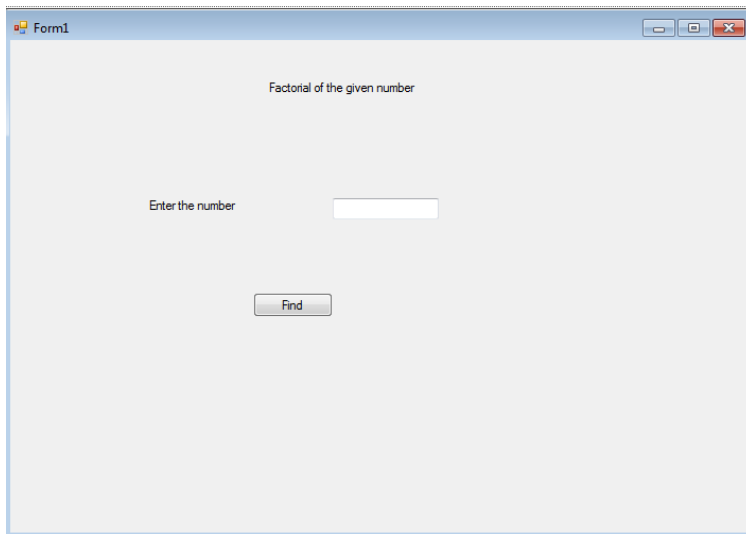 Form1
Factorial of the given number
Enter the number
Find